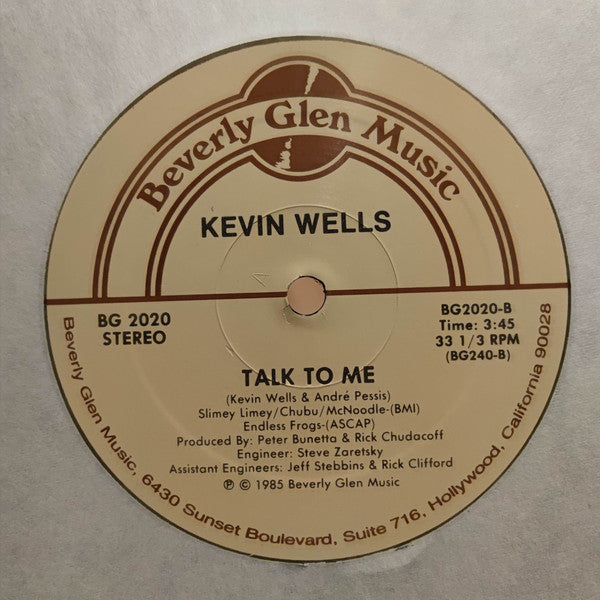 Beverly Glen Music
KEVIN WELLS
BG 2020
STEREO
BG2020-B
Time: 3:45
33 1/3 RPM
(BG240-B)
TALK TO ME
(Kevin Wells & André Pessis)
Slimey Limey/Chubu/McNoodle-(BMI)
Endless Frogs-(ASCAP)
Produced By: Peter Bunetta & Rick Chudacoff
Engineer: Steve Zaretsky
Assistant Engineers: Jeff Stebbins & Rick Clifford
℗ © 1985 Beverly Glen Music
Beverly Glen Music, 6430 Sunset Boulevard, Suite 716, Hollywood, California 90028